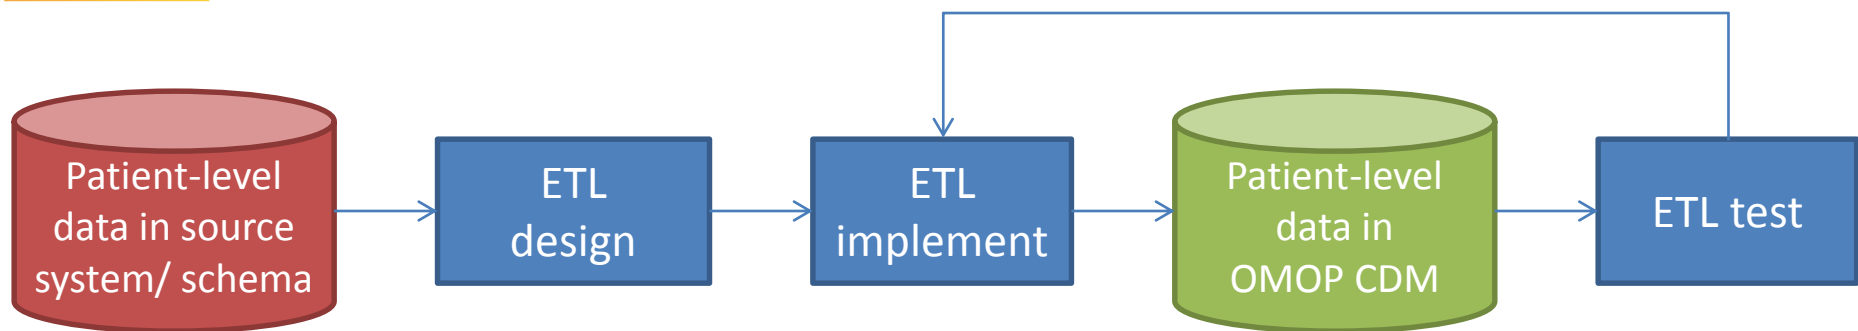 Patient-level
data in source
system/ schema
ETL
design
ETL
implement
Patient-level
data in
OMOP CDM
ETL test